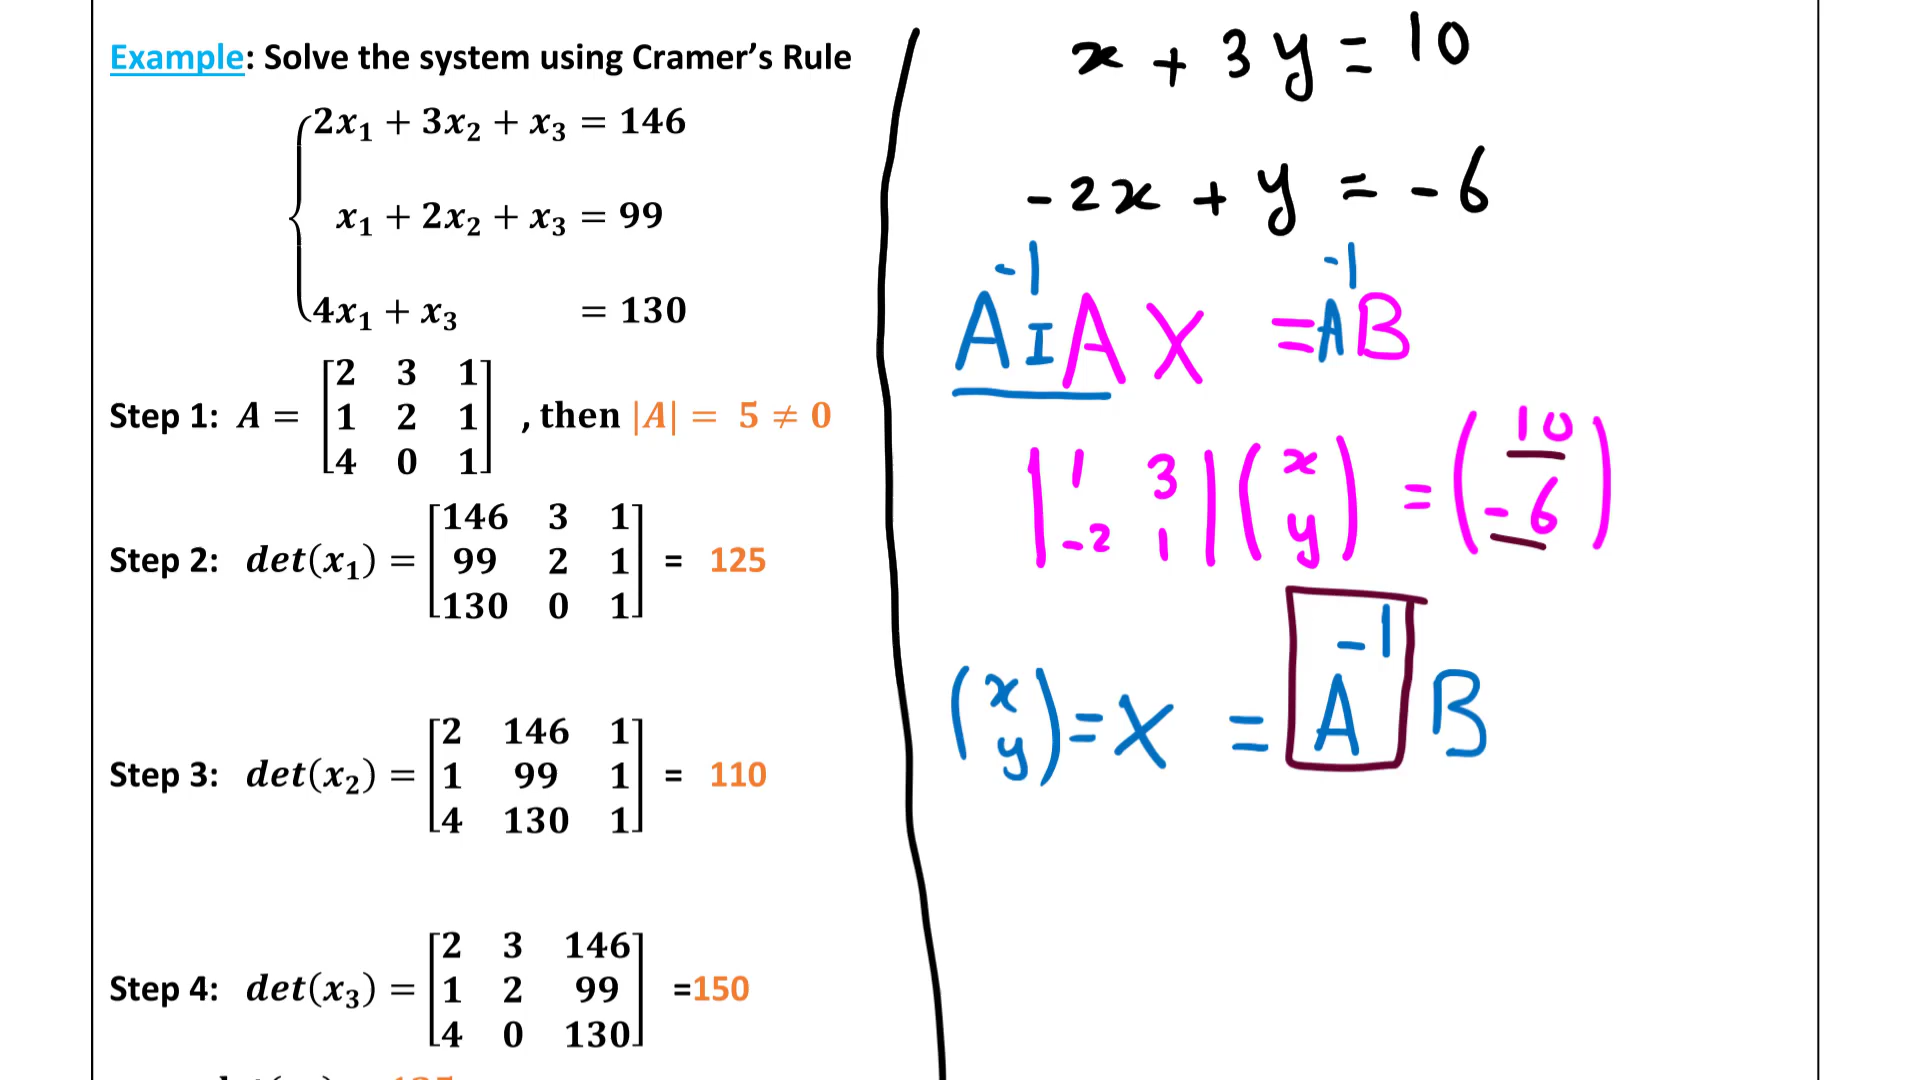 Example: Solve the system using Cramer's Rule
2x₁ + 3x₂ + x₃ = 146
x₁ + 2x₂ + x₃ = 99
4x₁ + x₃ = 130
Step 1: A = [2 3 1
1 2 1
4 0 1] , then |A| = 5 ≠ 0
Step 2: det(x₁) = [146 3 1
99 2 1
130 0 1] = 125
Step 3: det(x₂) = [2 146 1
1 99 1
4 130 1] = 110
Step 4: det(x₃) = [2 3 146
1 2 99
4 0 130] =150
x + 3y = 10
-2x + y = -6
A⁻¹ I A X = A⁻¹ B
|1 3
-2 1| (x
y) = (10
-6)
(x
y) = X = A⁻¹ B